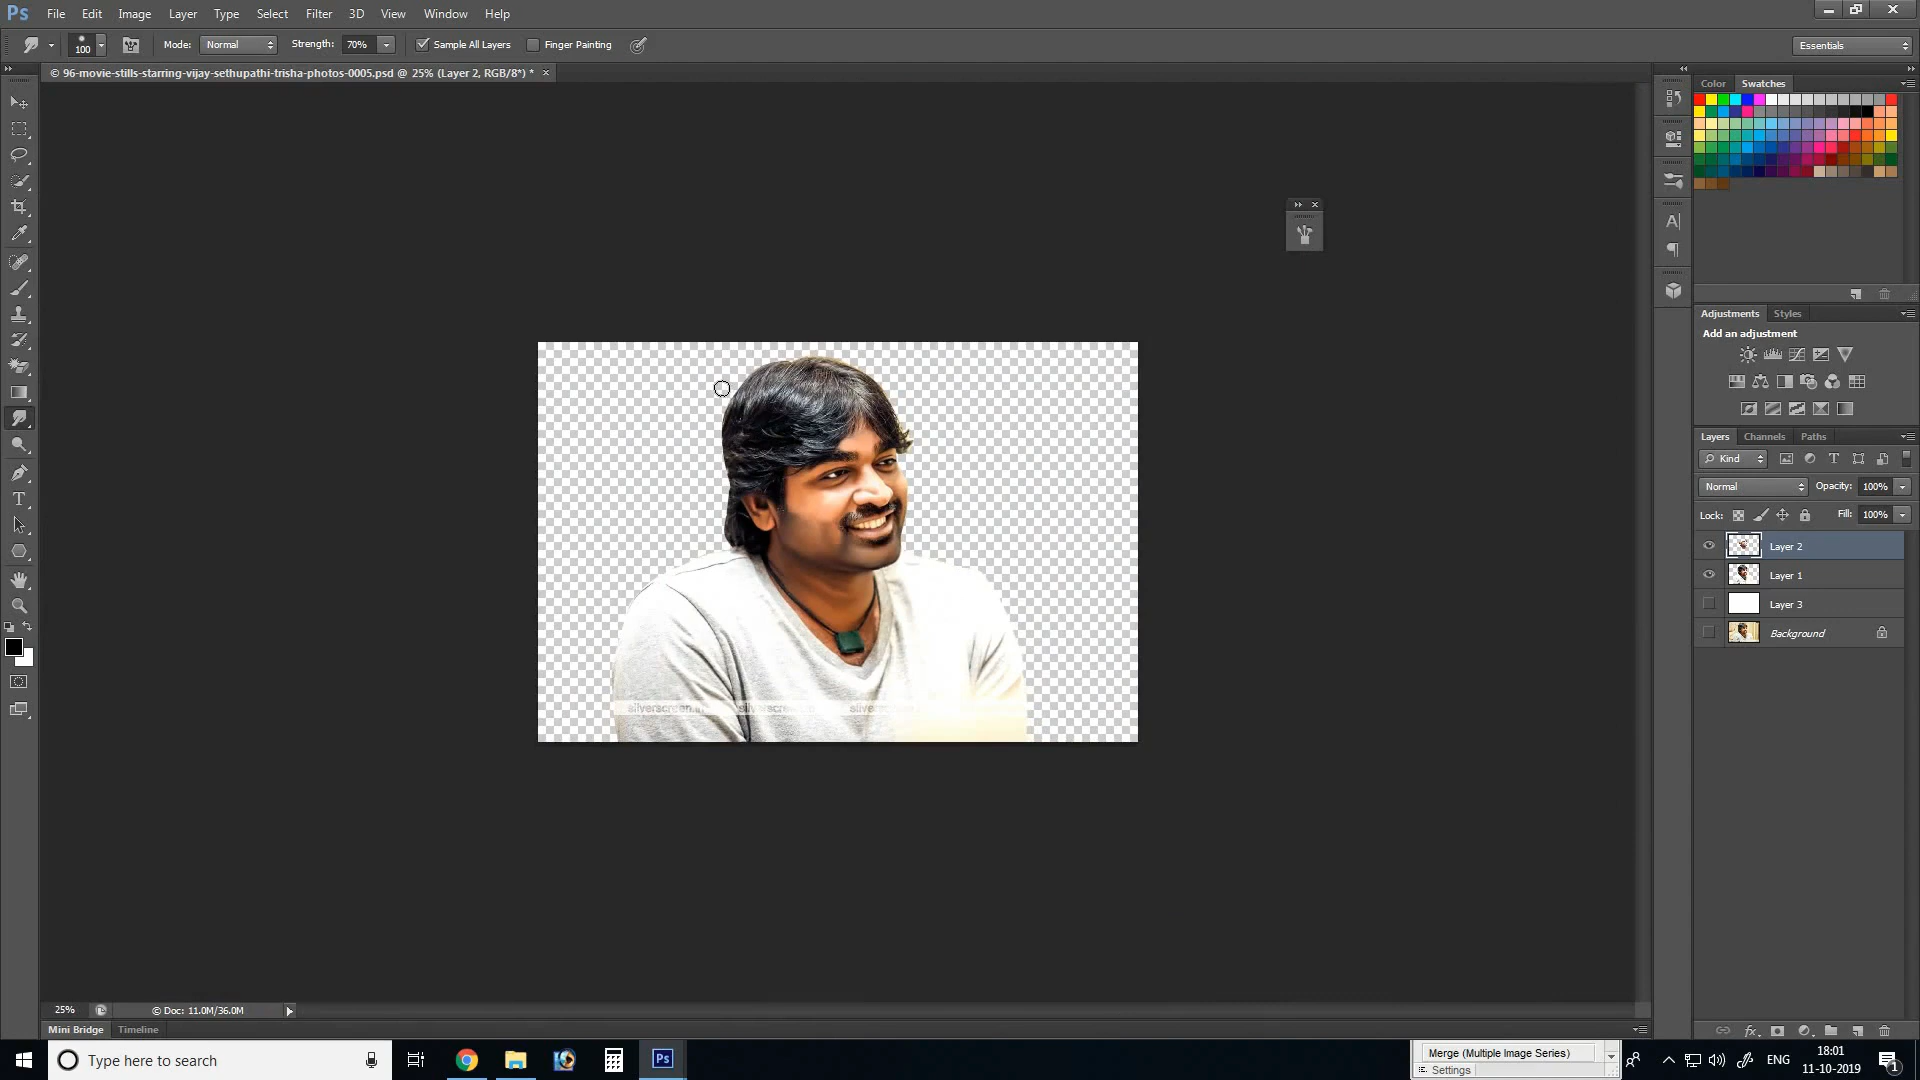 Ps File Edit Image Layer Type Select Filter 3D View Window Help
100 Mode: Normal Strength: 70% Sample All Layers Finger Painting Essentials
© 96-movie-stills-starring-vijay-sethupathi-trisha-photos-0005.psd @ 25% (Layer 2, RGB/8*) * ×
Color Swatches
Adjustments Styles
Add an adjustment
Layers Channels Paths
Kind
Normal Opacity: 100%
Lock: Fill: 100%
Layer 2
Layer 1
Layer 3
Background
silverscreen.in
25% © Doc: 11.0M/36.0M
Mini Bridge Timeline
Type here to search
Ps
Merge (Multiple Image Series)
Settings
ENG
18:01
11-10-2019
1